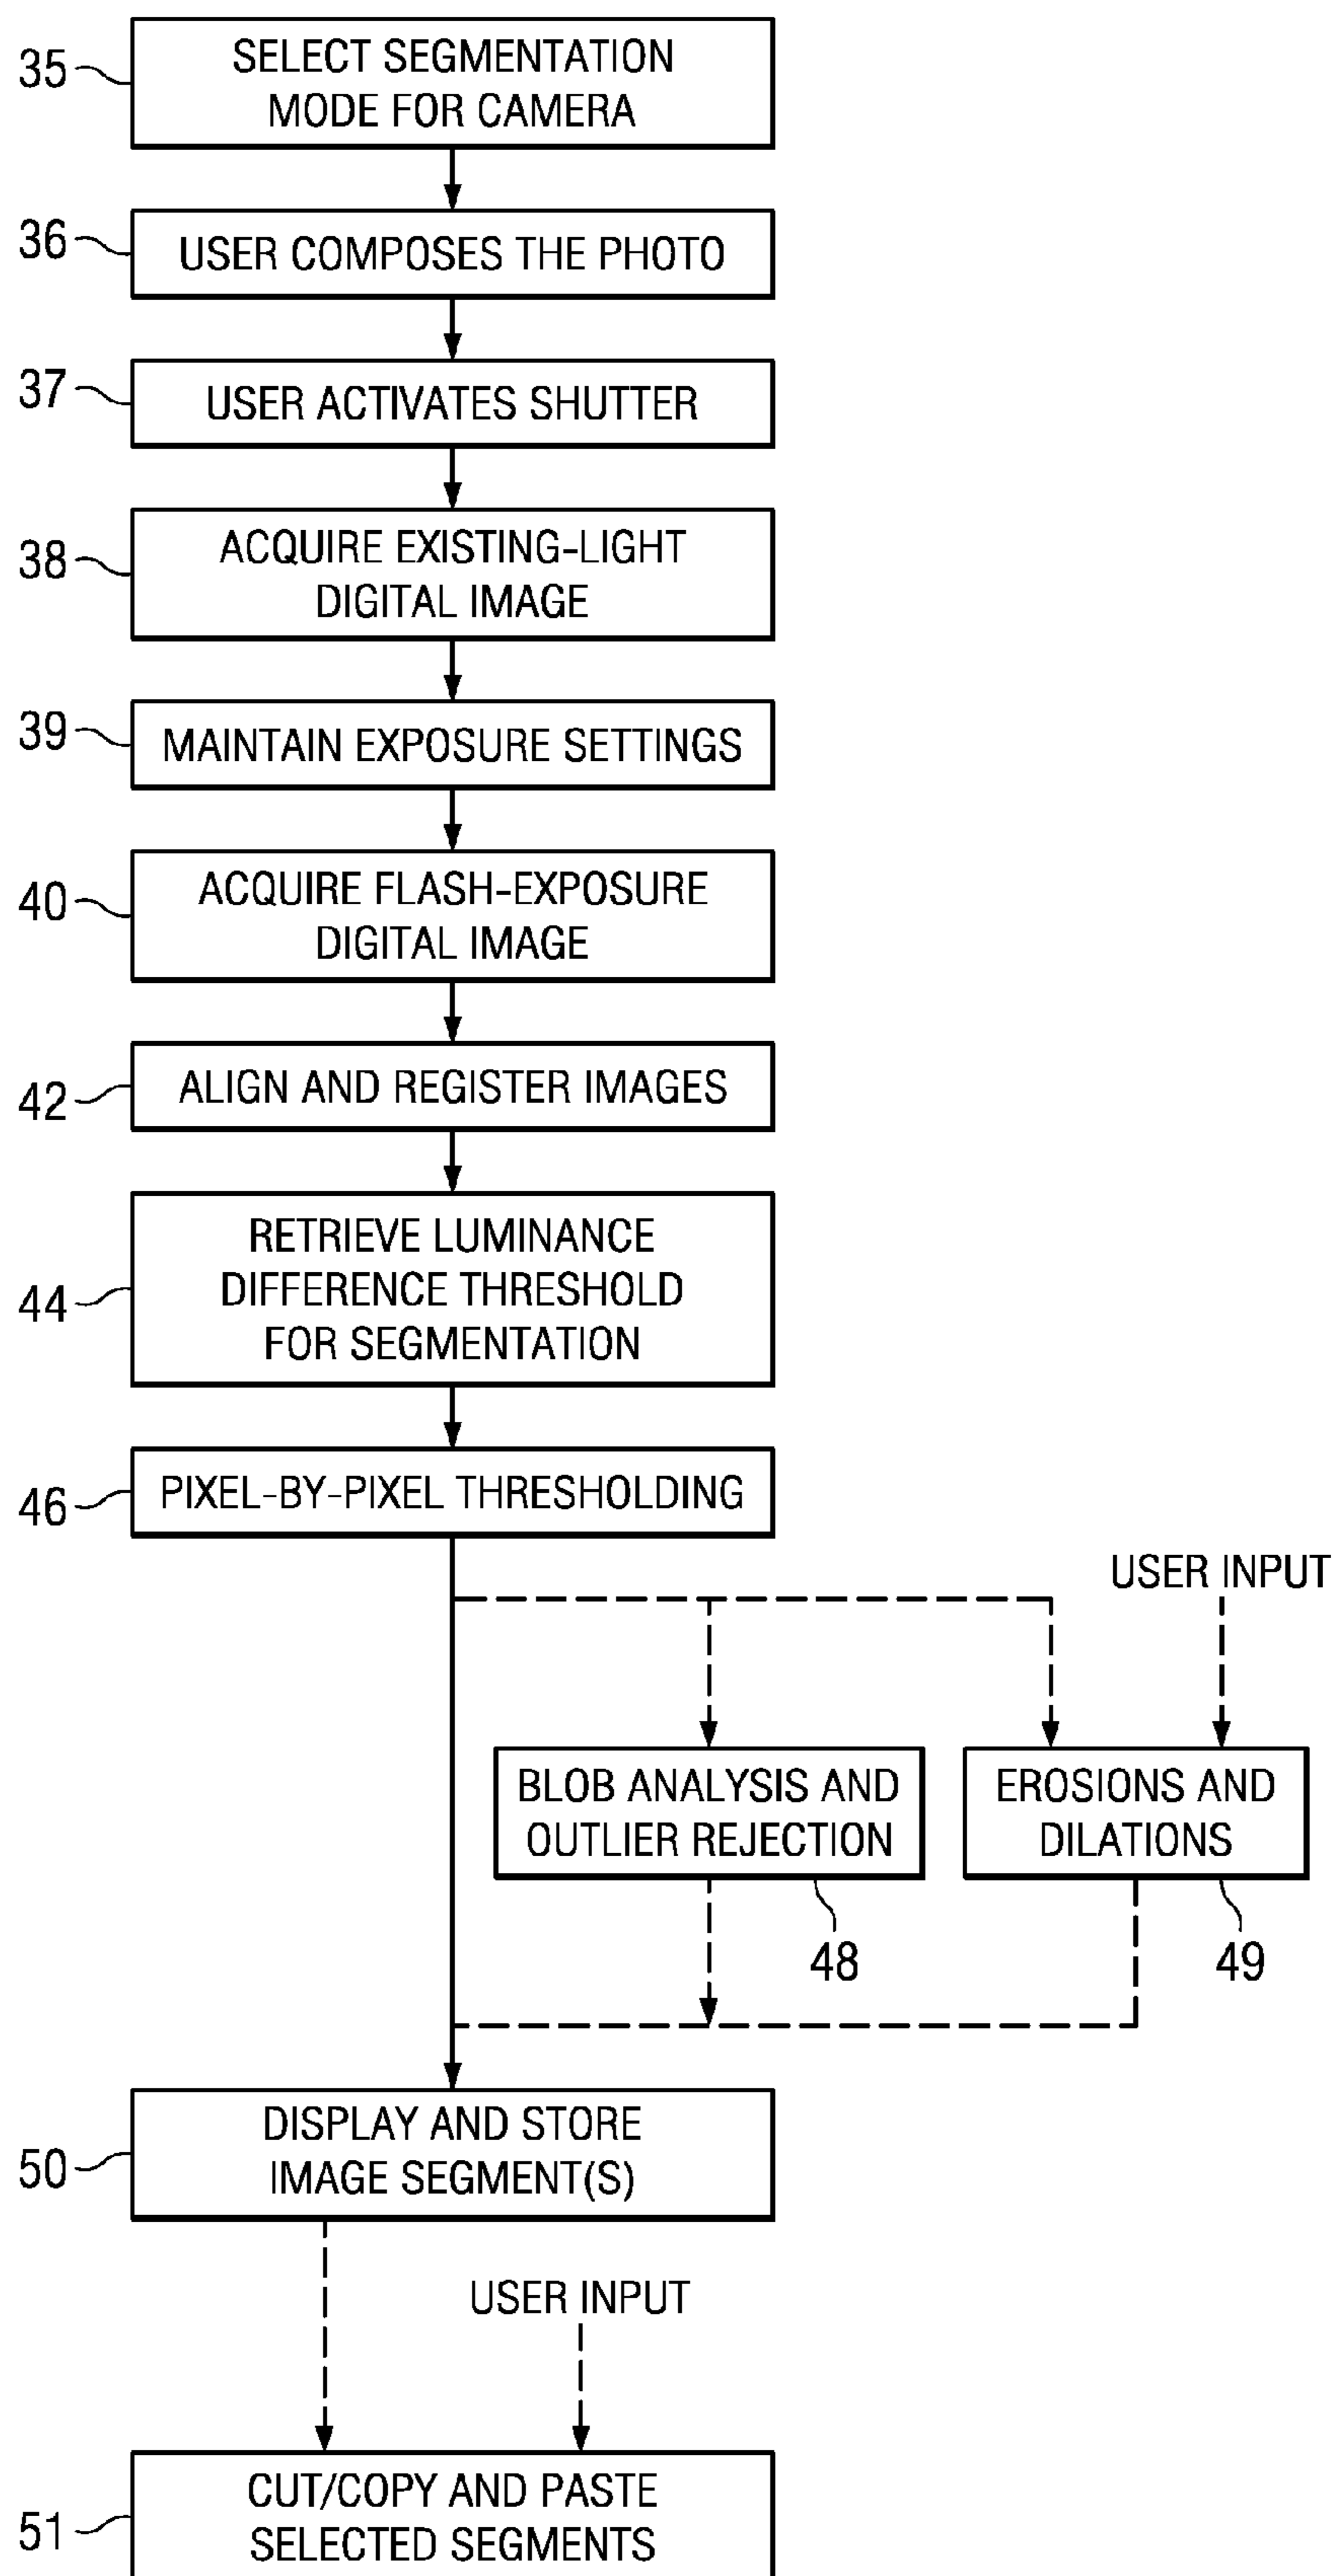 35
SELECT SEGMENTATION
MODE FOR CAMERA
36
USER COMPOSES THE PHOTO
37
USER ACTIVATES SHUTTER
38
ACQUIRE EXISTING-LIGHT
DIGITAL IMAGE
39
MAINTAIN EXPOSURE SETTINGS
40
ACQUIRE FLASH-EXPOSURE
DIGITAL IMAGE
42
ALIGN AND REGISTER IMAGES
44
RETRIEVE LUMINANCE
DIFFERENCE THRESHOLD
FOR SEGMENTATION
46
PIXEL-BY-PIXEL THRESHOLDING
USER INPUT
BLOB ANALYSIS AND
OUTLIER REJECTION
48
EROSIONS AND
DILATIONS
49
50
DISPLAY AND STORE
IMAGE SEGMENT(S)
USER INPUT
51
CUT/COPY AND PASTE
SELECTED SEGMENTS